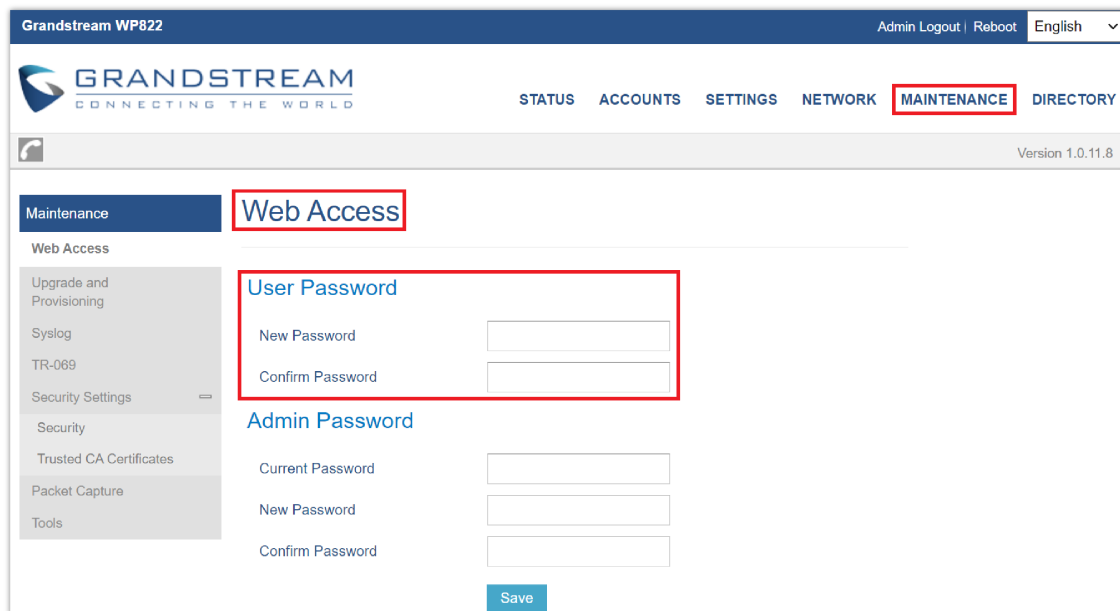 Grandstream WP822
Admin Logout | Reboot English
GRANDSTREAM
CONNECTING THE WORLD
STATUS ACCOUNTS SETTINGS NETWORK MAINTENANCE DIRECTORY
Version 1.0.11.8
Maintenance
Web Access
Upgrade and
Provisioning
Syslog
TR-069
Security Settings
Security
Trusted CA Certificates
Packet Capture
Tools
Web Access
User Password
New Password
Confirm Password
Admin Password
Current Password
New Password
Confirm Password
Save